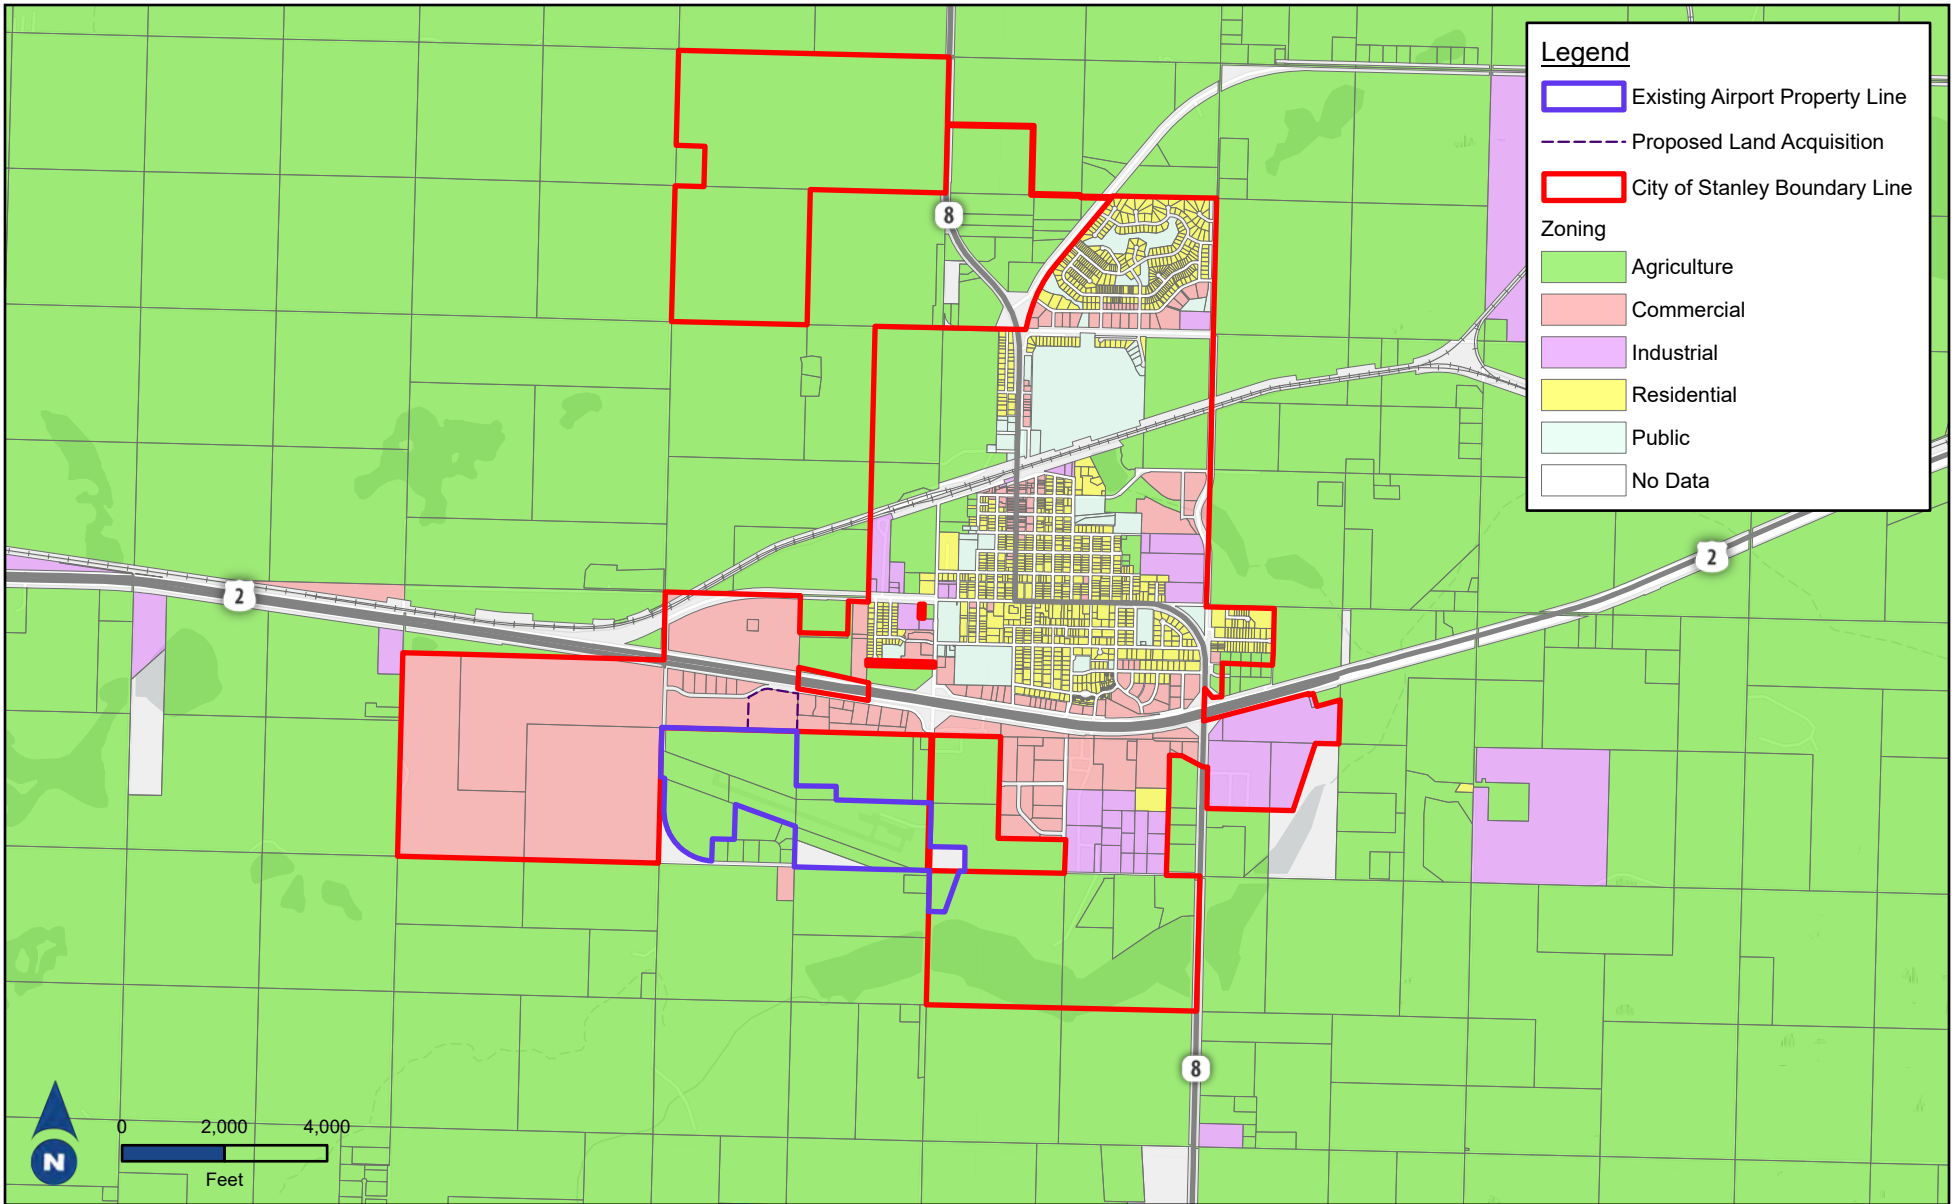 Legend
Existing Airport Property Line
Proposed Land Acquisition
City of Stanley Boundary Line
Zoning
Agriculture
Commercial
Industrial
Residential
Public
No Data
8
2
2
8
0 2,000 4,000
Feet
N